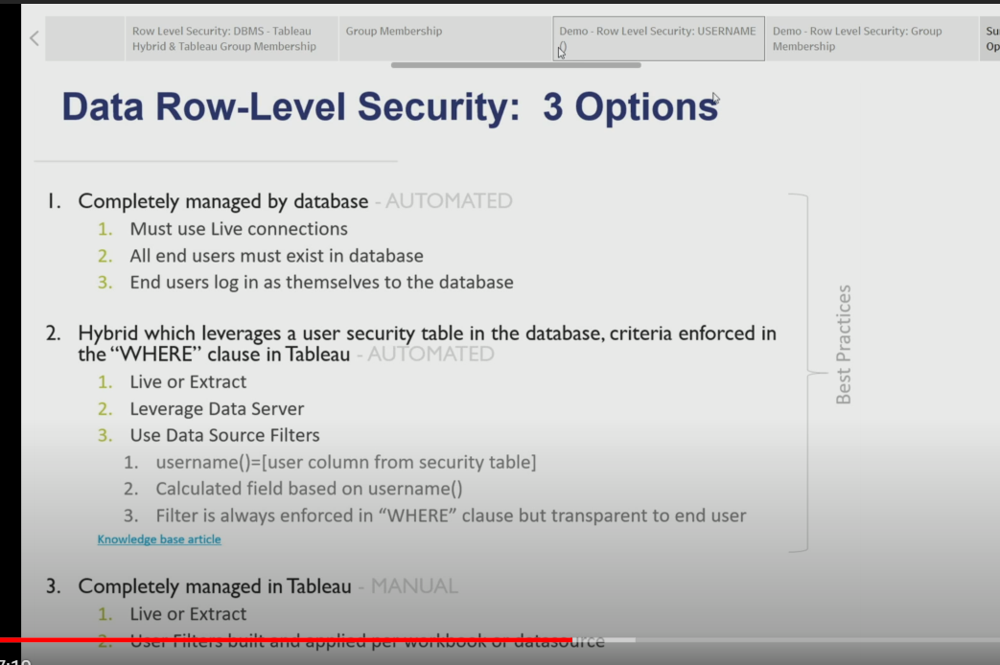 Row Level Security: DBMS - Tableau
Hybrid & Tableau Group Membership
Group Membership
Demo - Row Level Security: USERNAME
()
Demo - Row Level Security: Group
Membership
Su
Op
Data Row-Level Security: 3 Options
1. Completely managed by database - AUTOMATED
1. Must use Live connections
2. All end users must exist in database
3. End users log in as themselves to the database
2. Hybrid which leverages a user security table in the database, criteria enforced in
the “WHERE” clause in Tableau - AUTOMATED
1. Live or Extract
2. Leverage Data Server
3. Use Data Source Filters
1. username()=[user column from security table]
2. Calculated field based on username()
3. Filter is always enforced in “WHERE” clause but transparent to end user
Knowledge base article
Best Practices
3. Completely managed in Tableau - MANUAL
1. Live or Extract
2. User Filters built and applied per workbook or datasource